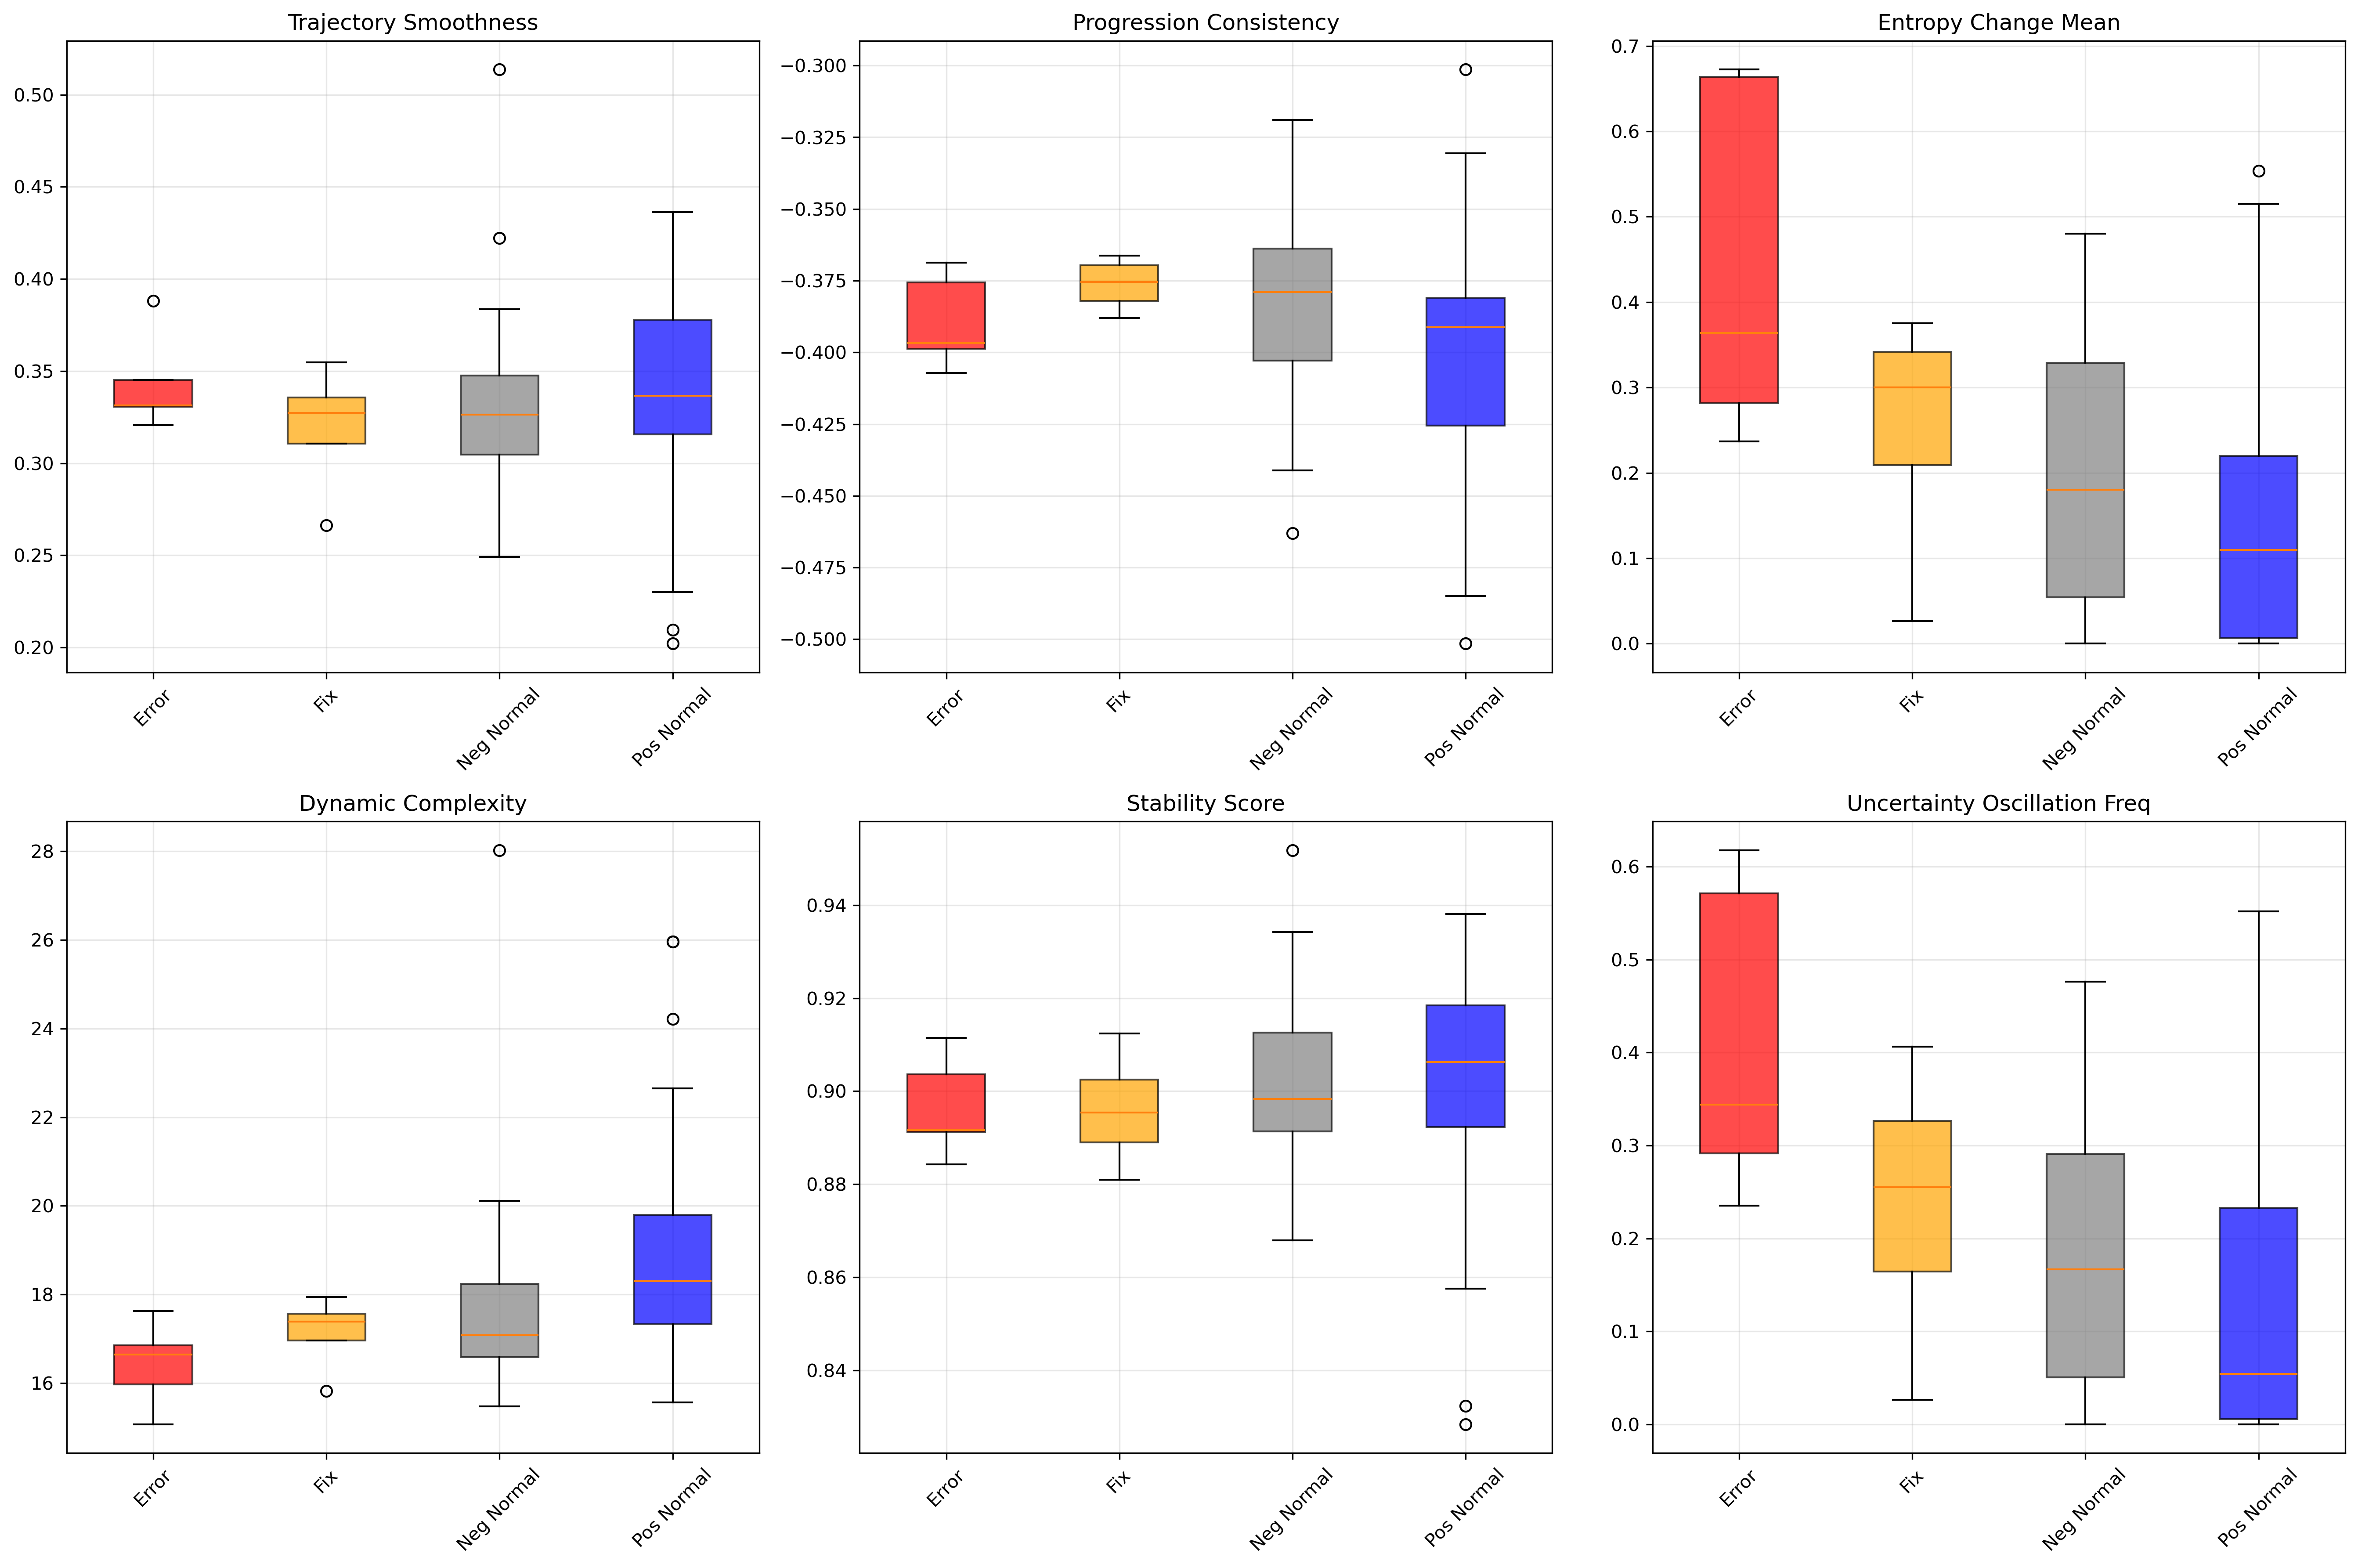 Trajectory Smoothness
0.50
0.45
0.40
0.35
0.30
0.25
0.20
Error
Fix
Neg Normal
Pos Normal
Progression Consistency
−0.300
−0.325
−0.350
−0.375
−0.400
−0.425
−0.450
−0.475
−0.500
Error
Fix
Neg Normal
Pos Normal
Entropy Change Mean
0.7
0.6
0.5
0.4
0.3
0.2
0.1
0.0
Error
Fix
Neg Normal
Pos Normal
Dynamic Complexity
28
26
24
22
20
18
16
Error
Fix
Neg Normal
Pos Normal
Stability Score
0.94
0.92
0.90
0.88
0.86
0.84
Error
Fix
Neg Normal
Pos Normal
Uncertainty Oscillation Freq
0.6
0.5
0.4
0.3
0.2
0.1
0.0
Error
Fix
Neg Normal
Pos Normal